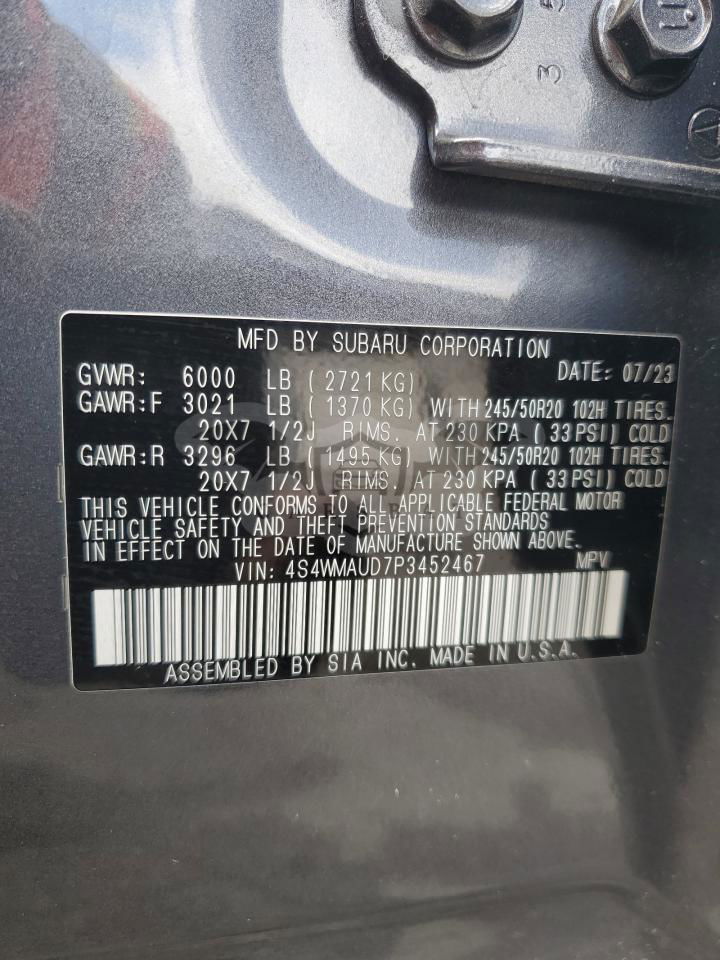 MFD BY SUBARU CORPORATION
GVWR: 6000 LB ( 2721 KG) DATE: 07/23
GAWR:F 3021 LB ( 1370 KG) WITH 245/50R20 102H TIRES.
20X7 1/2J RIMS. AT 230 KPA ( 33 PSI) COLD
GAWR:R 3296 LB ( 1495 KG) WITH 245/50R20 102H TIRES.
20X7 1/2J RIMS. AT 230 KPA ( 33 PSI) COLD
THIS VEHICLE CONFORMS TO ALL APPLICABLE FEDERAL MOTOR
VEHICLE SAFETY AND THEFT PREVENTION STANDARDS
IN EFFECT ON THE DATE OF MANUFACTURE SHOWN ABOVE.
VIN: 4S4WMAUD7P3452467 MPV
ASSEMBLED BY SIA INC. MADE IN U.S.A.